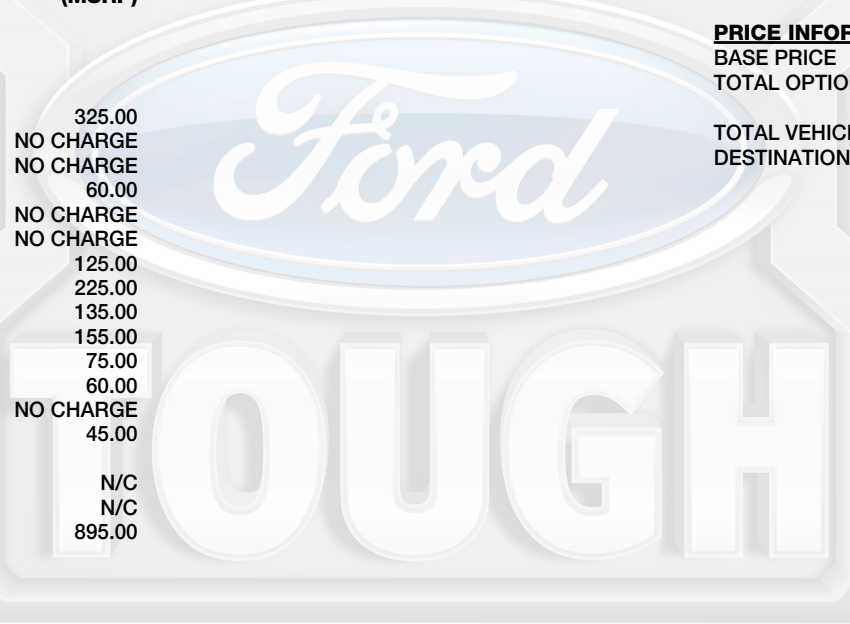 (MSRP)
325.00
NO CHARGE
NO CHARGE
60.00
NO CHARGE
NO CHARGE
125.00
225.00
135.00
155.00
75.00
60.00
NO CHARGE
45.00
N/C
N/C
895.00
PRICE INFOR
BASE PRICE
TOTAL OPTIO
TOTAL VEHICL
DESTINATION
Ford
TOUGH